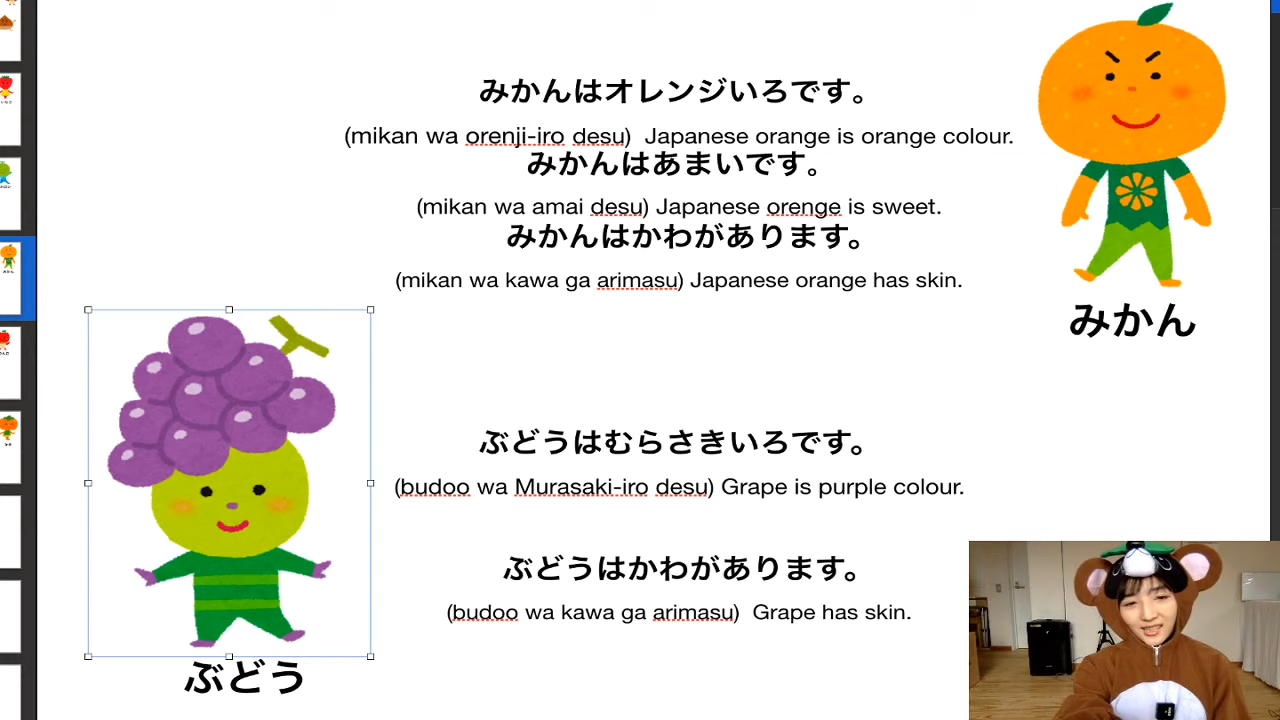 みかんはオレンジいろです。
(mikan wa orenji-iro desu)  Japanese orange is orange colour.
みかんはあまいです。
(mikan wa amai desu) Japanese orenge is sweet.
みかんはかわがあります。
(mikan wa kawa ga arimasu) Japanese orange has skin.
みかん
ぶどうはむらさきいろです。
(budoo wa Murasaki-iro desu) Grape is purple colour.
ぶどうはかわがあります。
(budoo wa kawa ga arimasu)  Grape has skin.
ぶどう